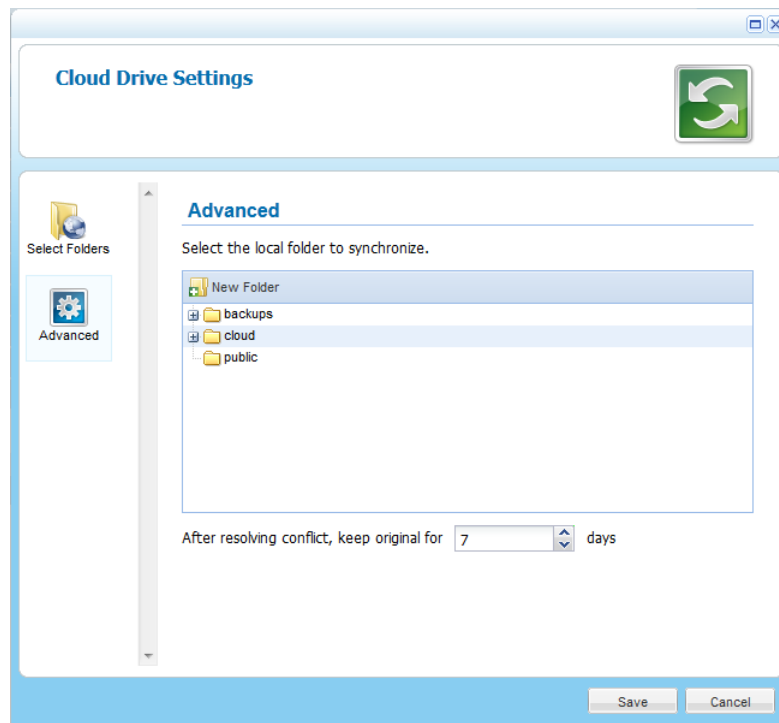 Cloud Drive Settings
Select Folders
Advanced
Advanced
Select the local folder to synchronize.
New Folder
backups
cloud
public
After resolving conflict, keep original for 7 days
Save Cancel